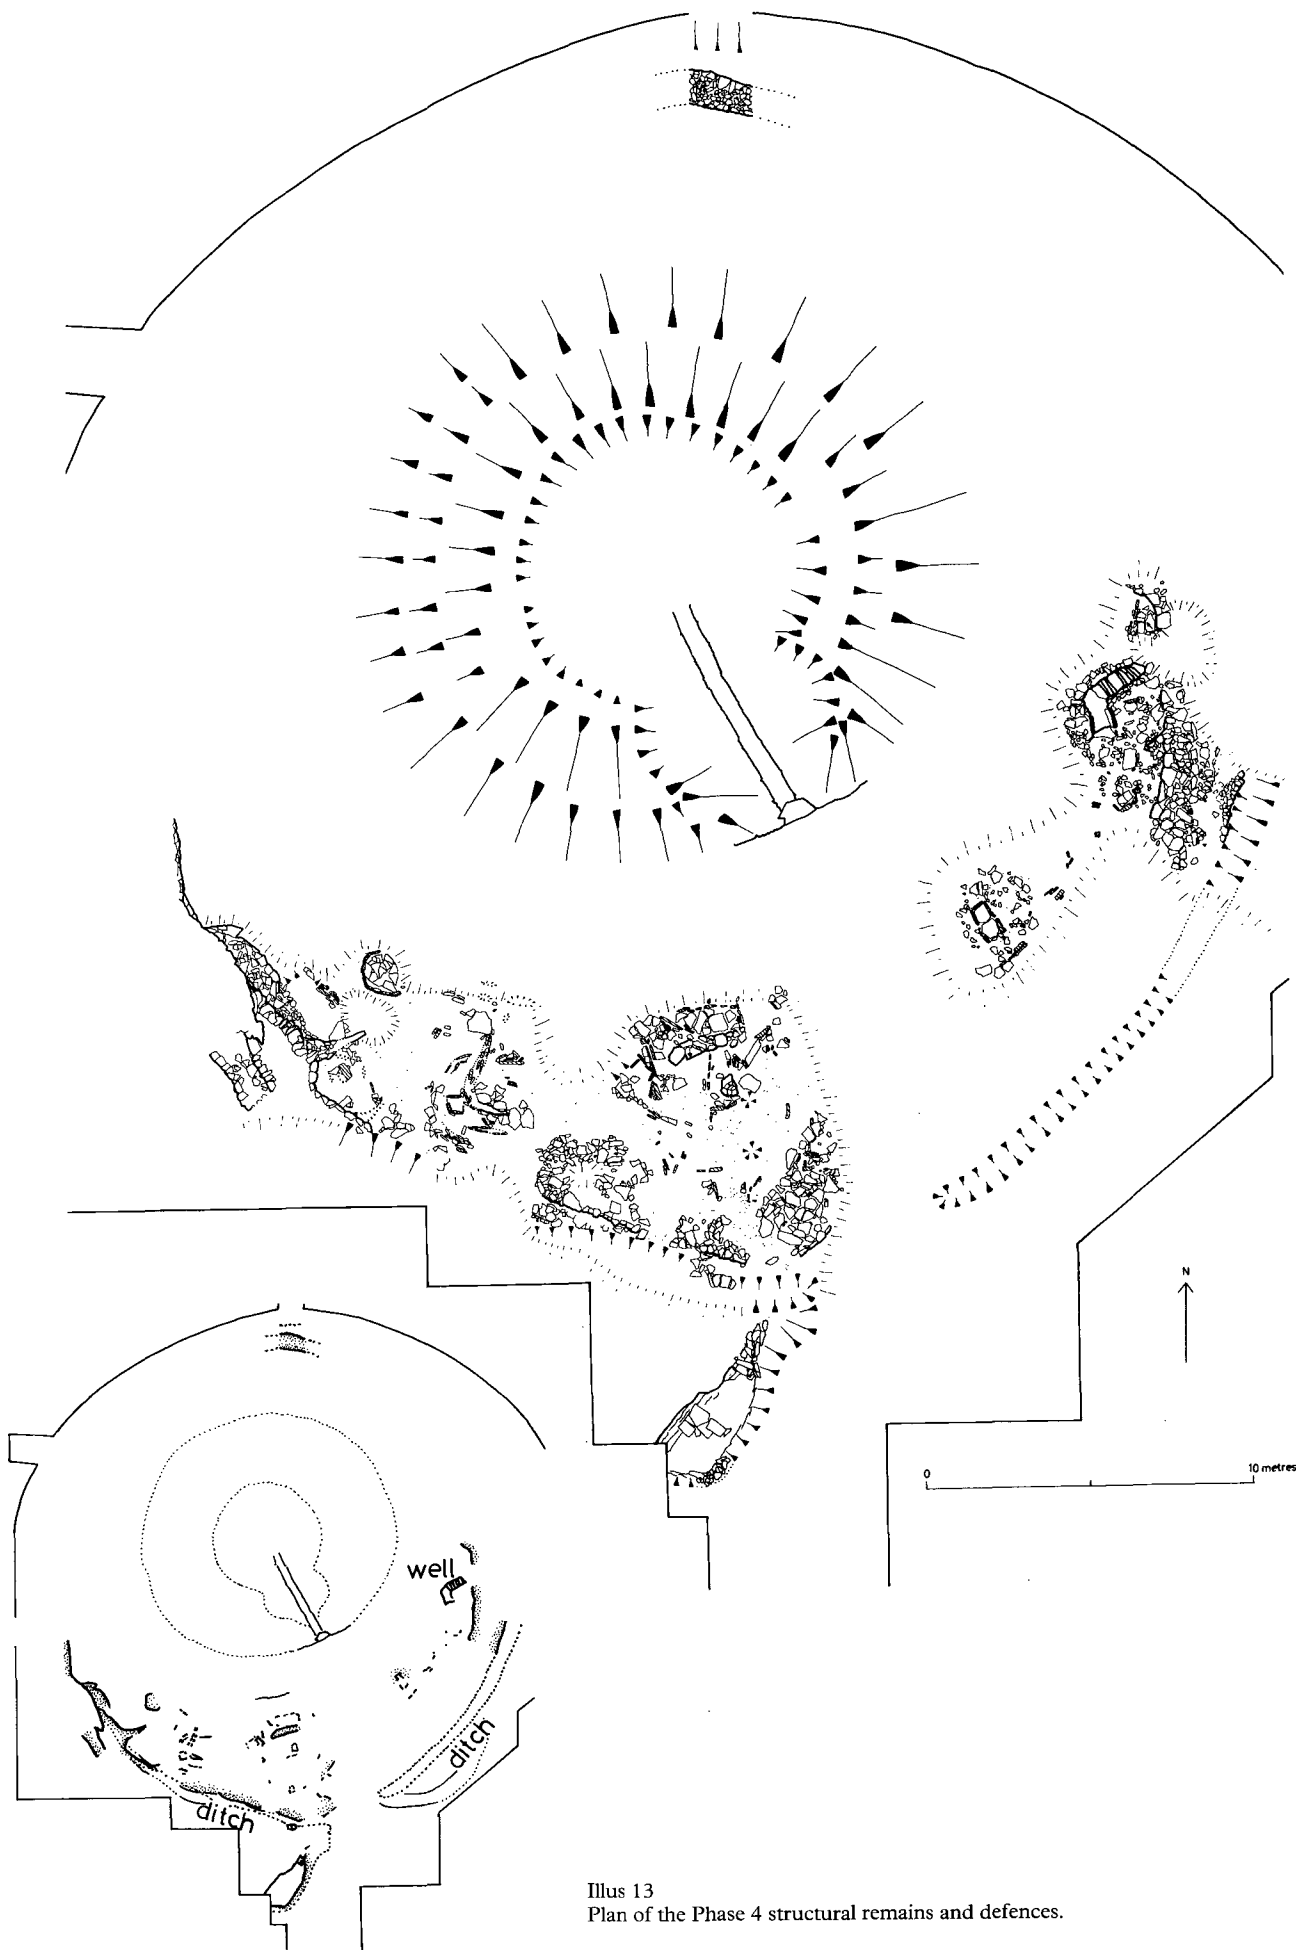 N
0
10 metres
well
ditch
ditch
Illus 13
Plan of the Phase 4 structural remains and defences.